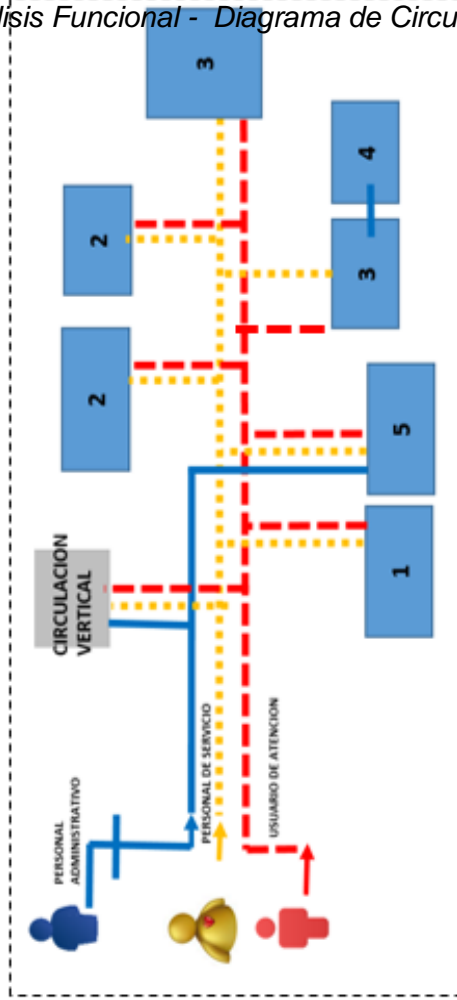 lisis Funcional - Diagrama de Circu
PERSONAL
ADMINISTRATIVO
PERSONAL DE SERVICIO
USUARIO DE ATENCION
CIRCULACION
VERTICAL
1
5
2
2
3
4
3